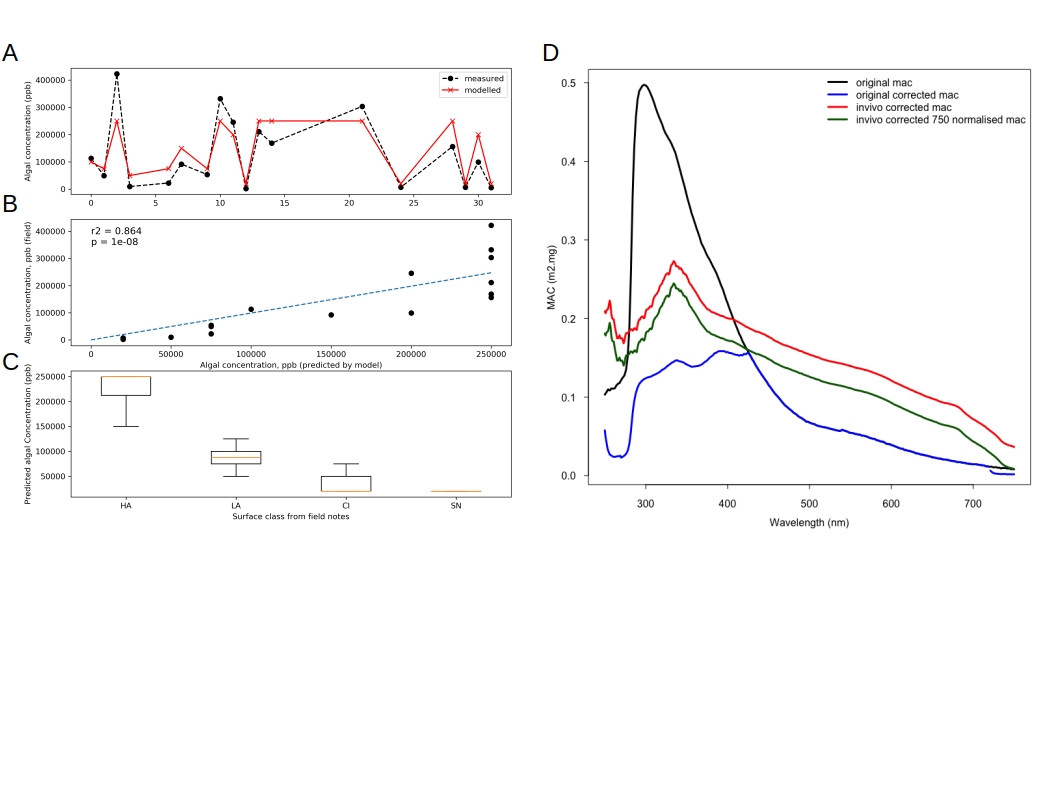 A
Algal concentration (ppb)
400000
300000
200000
100000
0
measured
modelled
0 5 10 15 20 25 30
B
Algal concentration, ppb (field)
400000
300000
200000
100000
0
r2 = 0.864
p = 1e-08
0 50000 100000 150000 200000 250000
Algal concentration, ppb (predicted by model)
C
Predicted algal Concentration (ppb)
250000
200000
150000
100000
50000
HA LA CI SN
Surface class from field notes
D
MAC (m2.mg)
0.5
0.4
0.3
0.2
0.1
0.0
original mac
original corrected mac
invivo corrected mac
invivo corrected 750 normalised mac
300 400 500 600 700
Wavelength (nm)